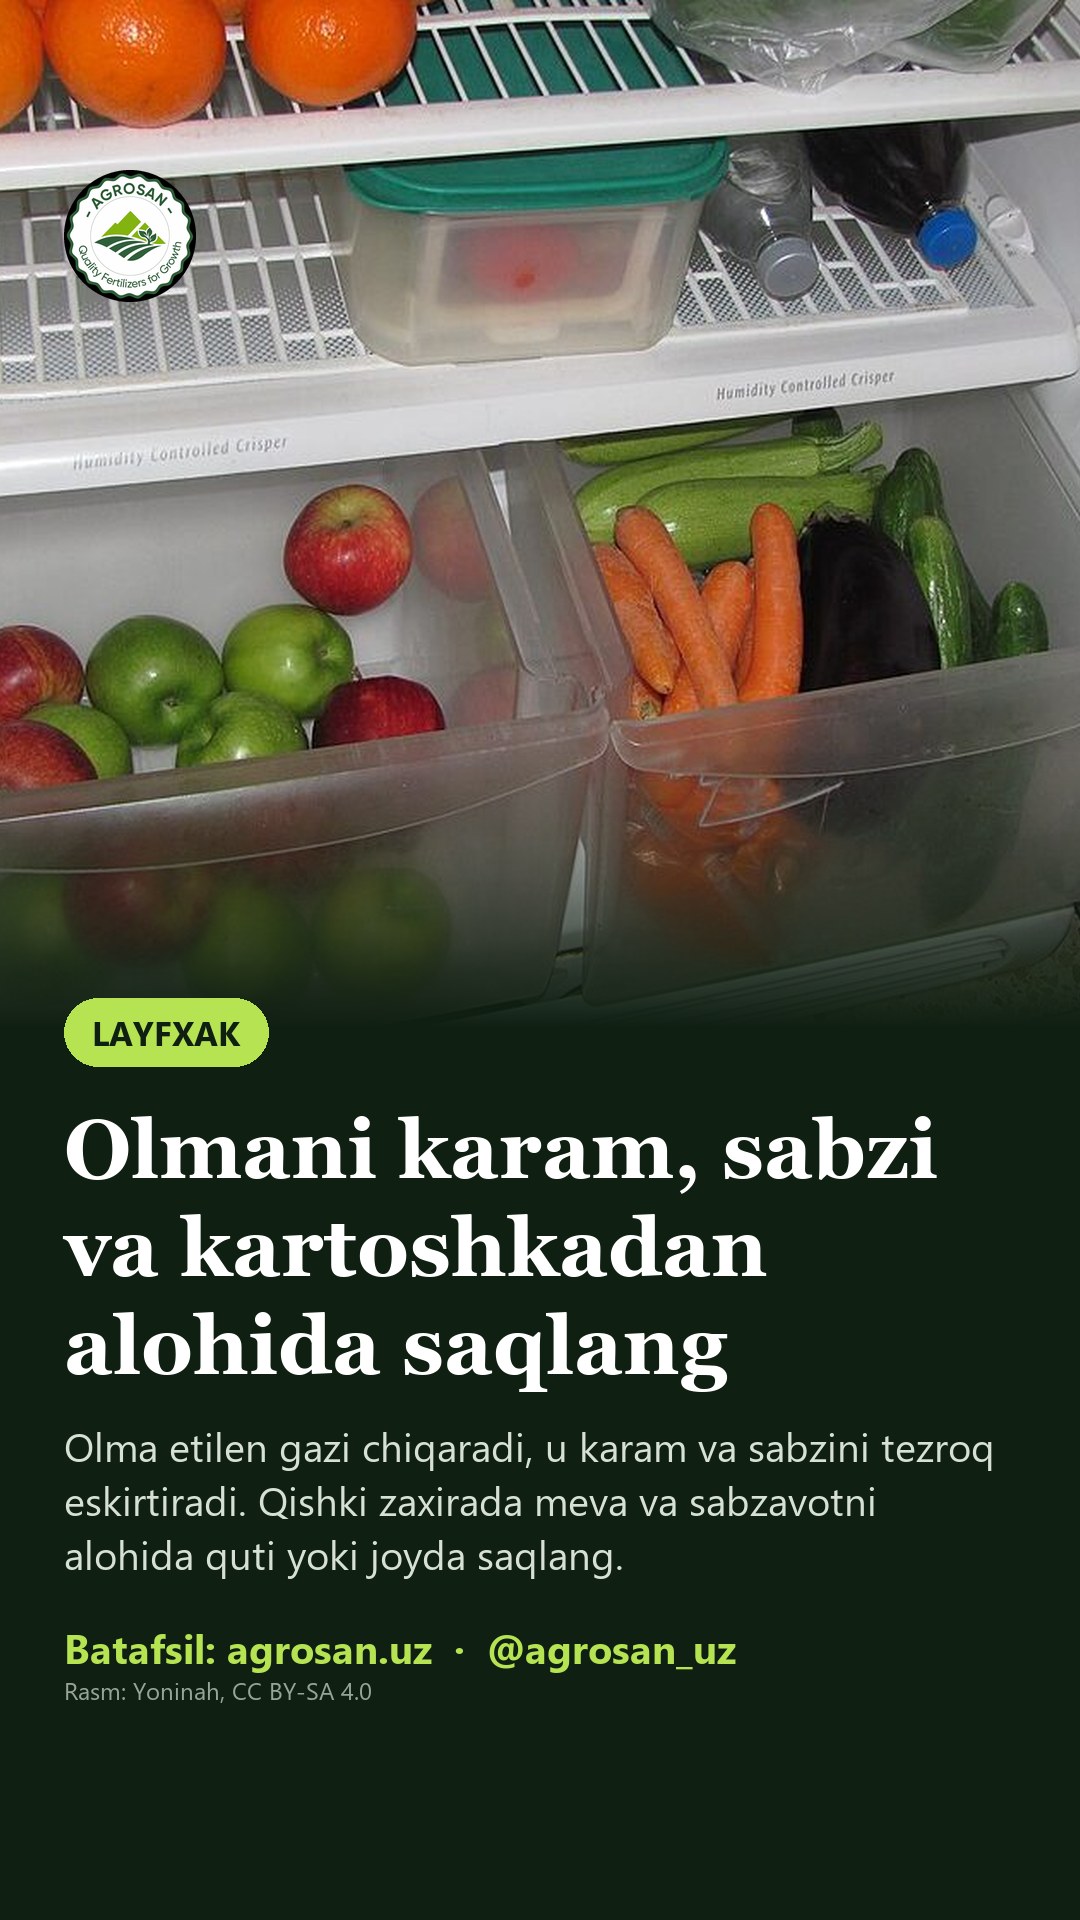 AGROSAN
Quality Fertilizers for Growth
Humidity Controlled Crisper
Humidity Controlled Crisper
LAYFXAK
Olmani karam, sabzi
va kartoshkadan
alohida saqlang
Olma etilen gazi chiqaradi, u karam va sabzini tezroq
eskirtiradi. Qishki zaxirada meva va sabzavotni
alohida quti yoki joyda saqlang.
Batafsil: agrosan.uz · @agrosan_uz
Rasm: Yoninah, CC BY-SA 4.0